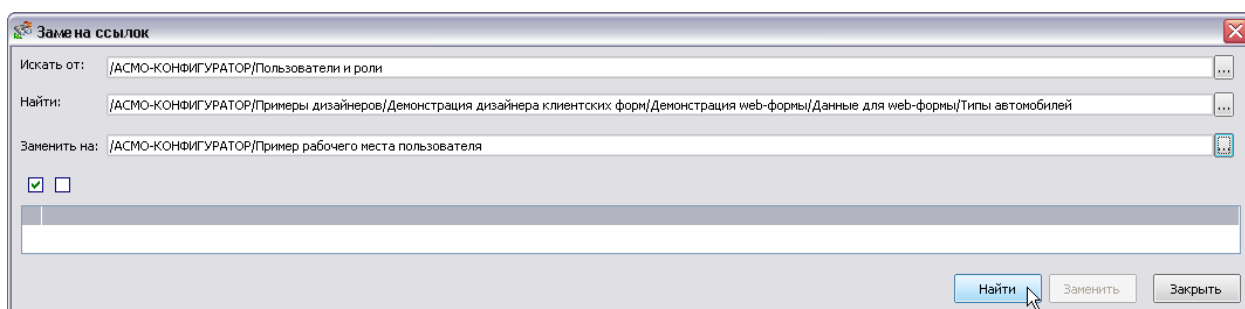 Замена ссылок
Искать от: /АСМО-КОНФИГУРАТОР/Пользователи и роли ...
Найти: /АСМО-КОНФИГУРАТОР/Примеры дизайнеров/Демонстрация дизайнера клиентских форм/Демонстрация web-формы/Данные для web-формы/Типы автомобилей ...
Заменить на: /АСМО-КОНФИГУРАТОР/Пример рабочего места пользователя ...
Найти Заменить Закрыть